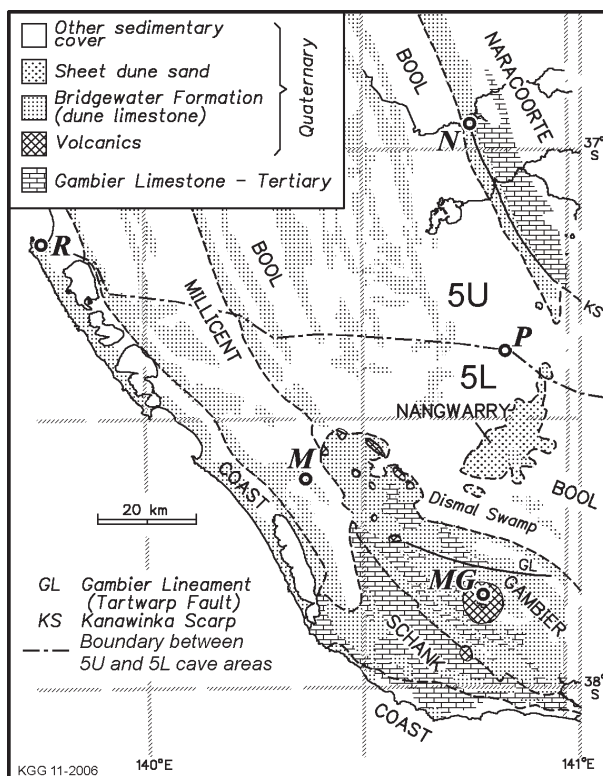 Other sedimentary
cover
Sheet dune sand
Bridgewater Formation
(dune limestone)
Volcanics
Quaternary
Gambier Limestone - Tertiary
BOOL
NARACOORTE
N
37°
S
R
BOOL
MILLICENT
5U
KS
P
5L
NANGWARRY
M
COAST
BOOL
Dismal Swamp
20 km
GL
MG
GAMBIER
SCHANK
GL Gambier Lineament
(Tartwarp Fault)
KS Kanawinka Scarp
Boundary between
5U and 5L cave areas
38°
S
COAST
KGG 11-2006
140°E
141°E